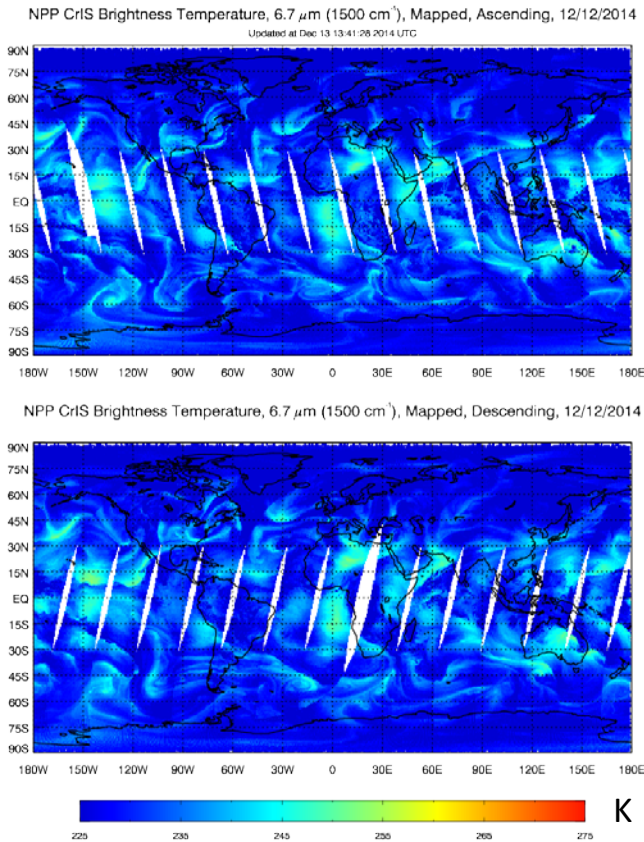 NPP CrIS Brightness Temperature, 6.7 μm (1500 cm⁻¹), Mapped, Ascending, 12/12/2014
Updated at Dec 13 13:41:28 2014 UTC
90N
75N
60N
45N
30N
15N
EQ
15S
30S
45S
60S
75S
90S
180W 150W 120W 90W 60W 30W 0 30E 60E 90E 120E 150E 180E
NPP CrIS Brightness Temperature, 6.7 μm (1500 cm⁻¹), Mapped, Descending, 12/12/2014
90N
75N
60N
45N
30N
15N
EQ
15S
30S
45S
60S
75S
90S
180W 150W 120W 90W 60W 30W 0 30E 60E 90E 120E 150E 180E
K
225 235 245 255 265 275